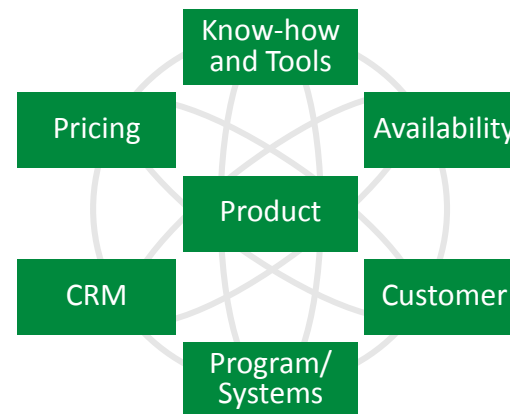 Know-how
and Tools
Pricing
Availability
Product
CRM
Customer
Program/
Systems